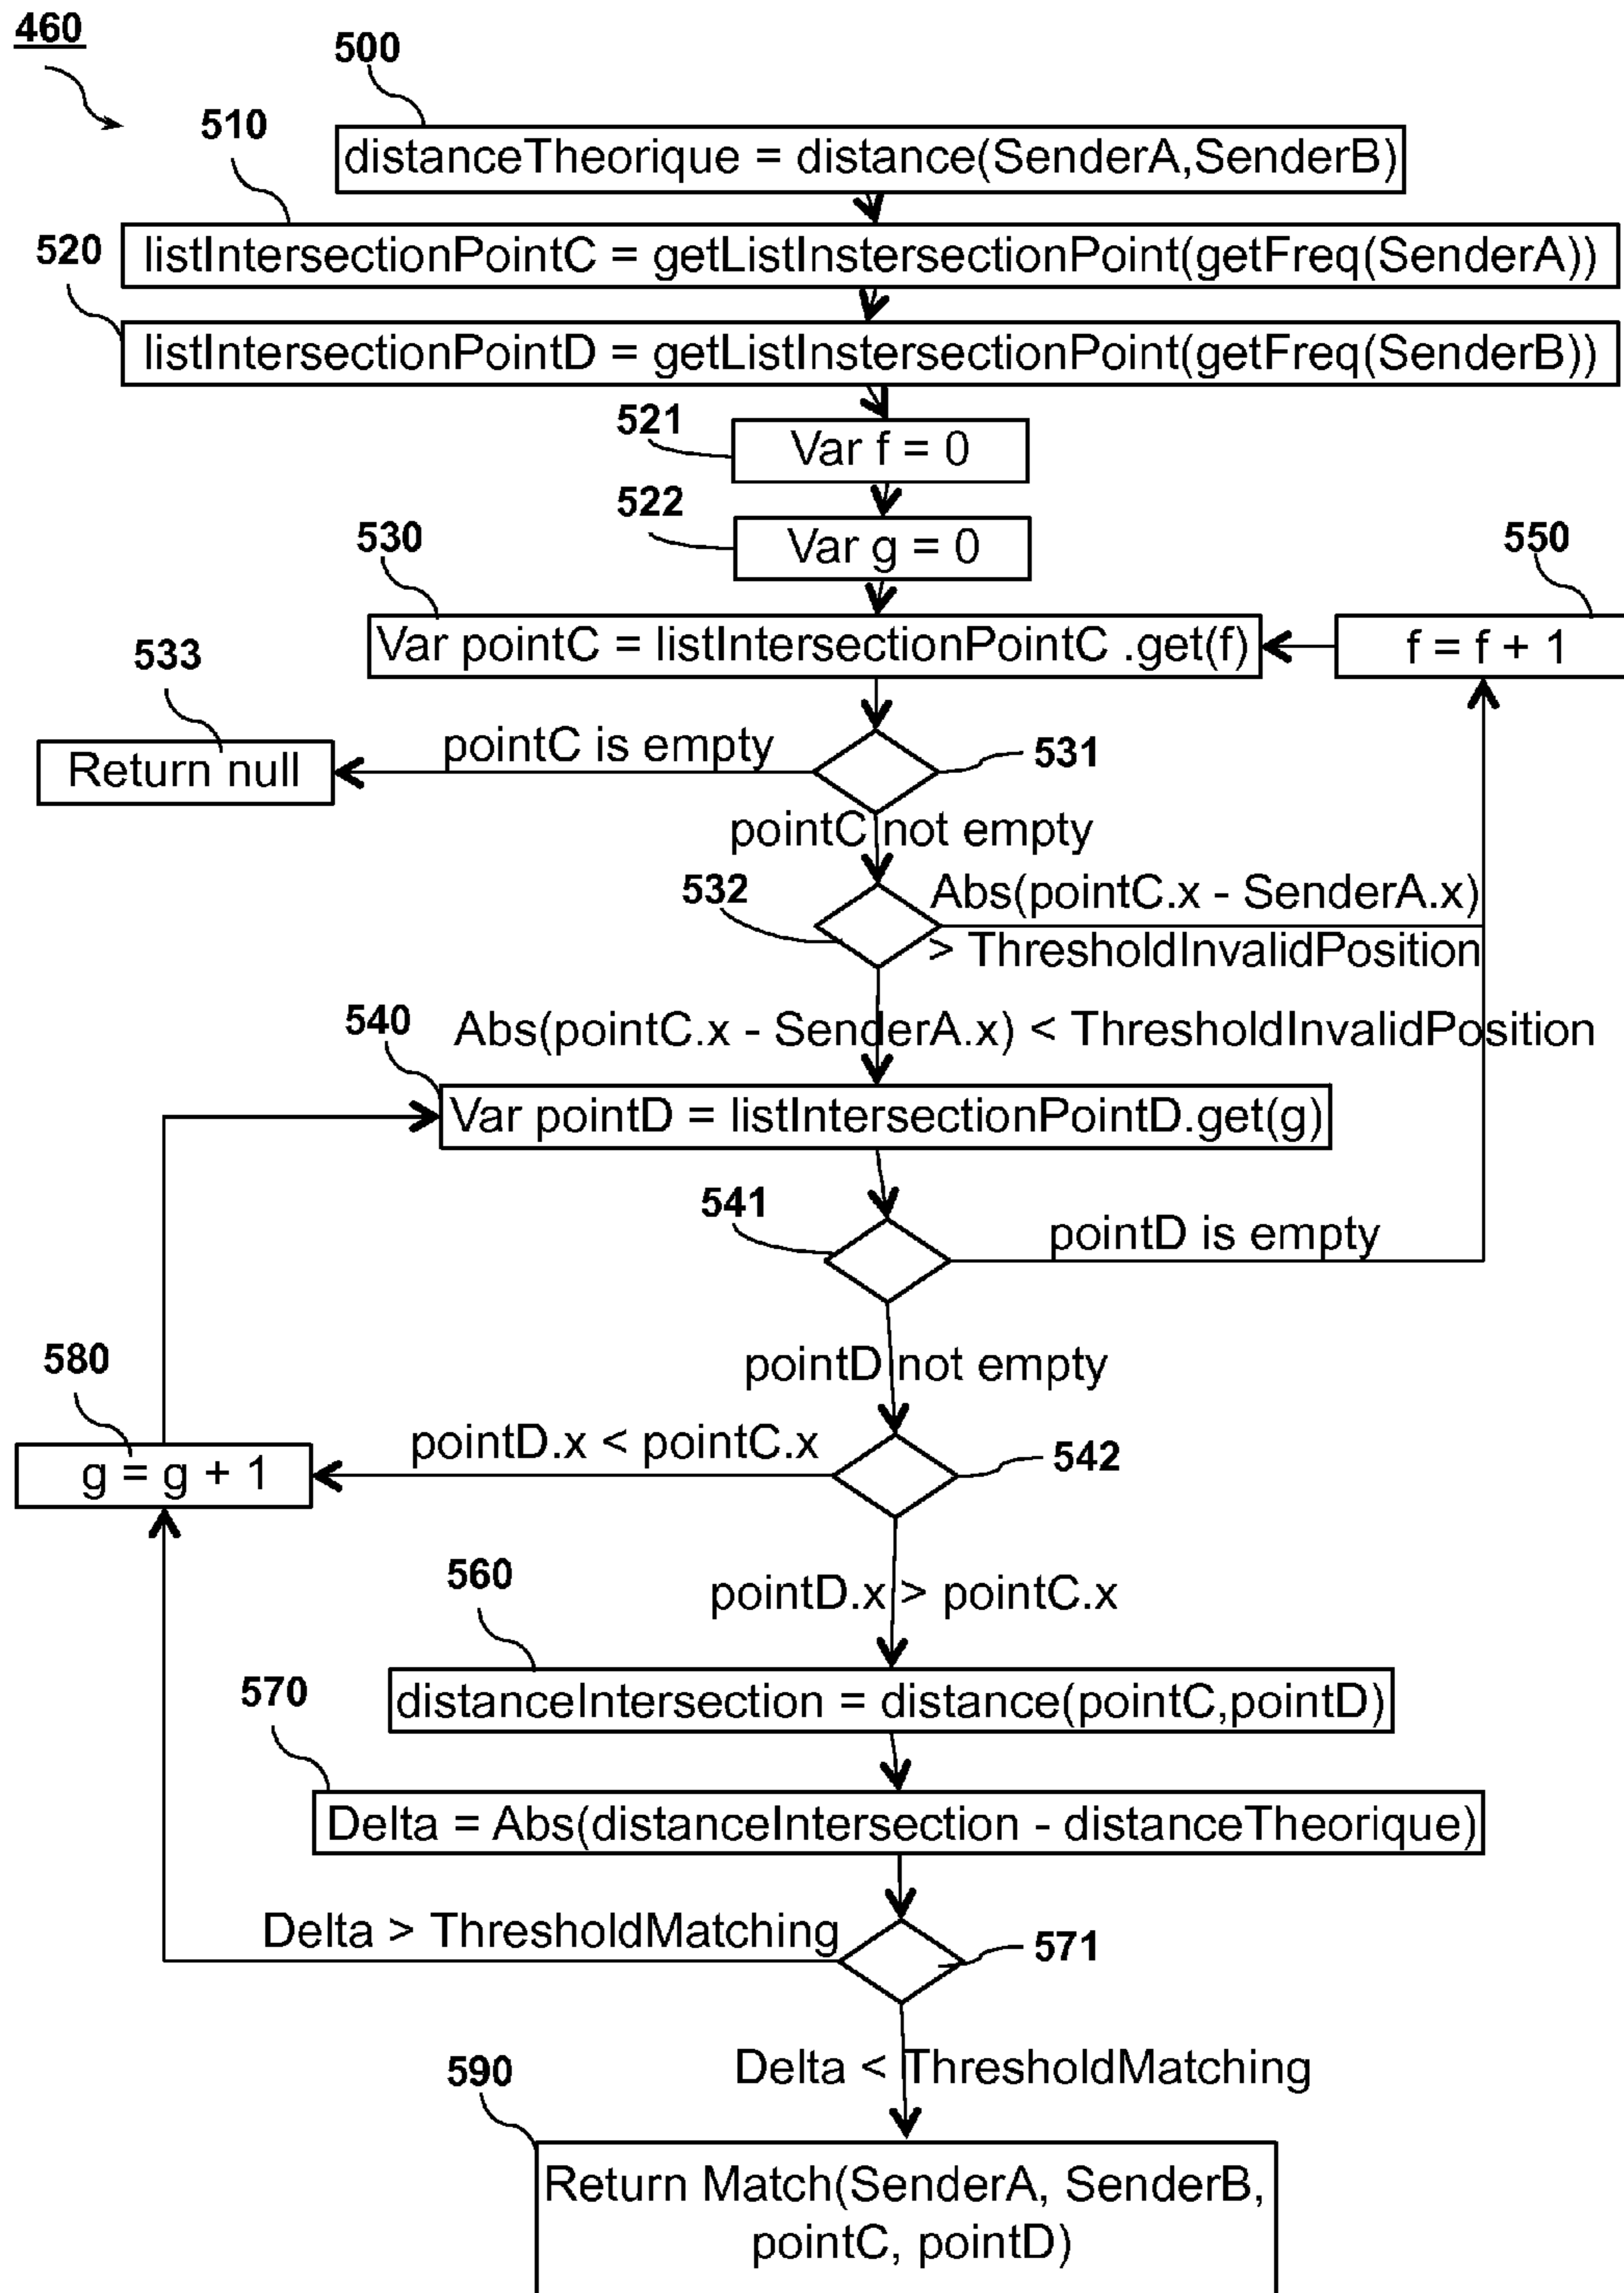 460
500
distanceTheorique = distance(SenderA,SenderB)
510
listIntersectionPointC = getListInstersectionPoint(getFreq(SenderA))
520
listIntersectionPointD = getListInstersectionPoint(getFreq(SenderB))
521
Var f = 0
522
Var g = 0
530
Var pointC = listIntersectionPointC .get(f)
550
f = f + 1
533
Return null
pointC is empty
531
pointC not empty
532
Abs(pointC.x - SenderA.x)
> ThresholdInvalidPosition
Abs(pointC.x - SenderA.x) < ThresholdInvalidPosition
540
Var pointD = listIntersectionPointD.get(g)
541
pointD is empty
pointD not empty
580
g = g + 1
pointD.x < pointC.x
542
pointD.x > pointC.x
560
distanceIntersection = distance(pointC,pointD)
570
Delta = Abs(distanceIntersection - distanceTheorique)
Delta > ThresholdMatching
571
Delta < ThresholdMatching
590
Return Match(SenderA, SenderB,
pointC, pointD)